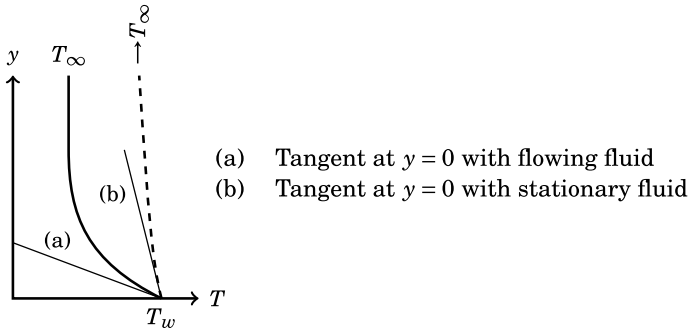 →T∞
y
T∞
(a) Tangent at y = 0 with flowing fluid
(b) Tangent at y = 0 with stationary fluid
(b)
(a)
T
Tw